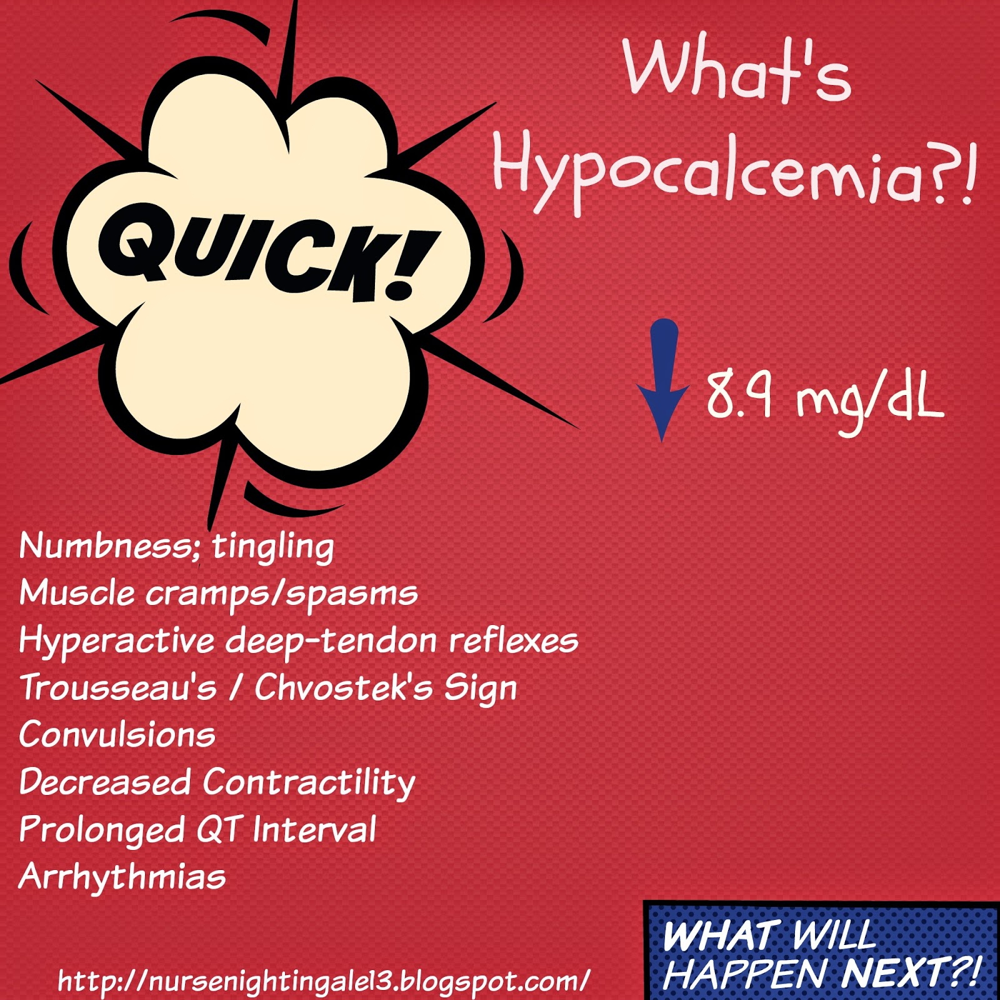 QUICK!
What's
Hypocalcemia?!
8.9 mg/dL
Numbness; tingling
Muscle cramps/spasms
Hyperactive deep-tendon reflexes
Trousseau's / Chvostek's Sign
Convulsions
Decreased Contractility
Prolonged QT Interval
Arrhythmias
WHAT WILL
HAPPEN NEXT?!
http://nursenightingale13.blogspot.com/